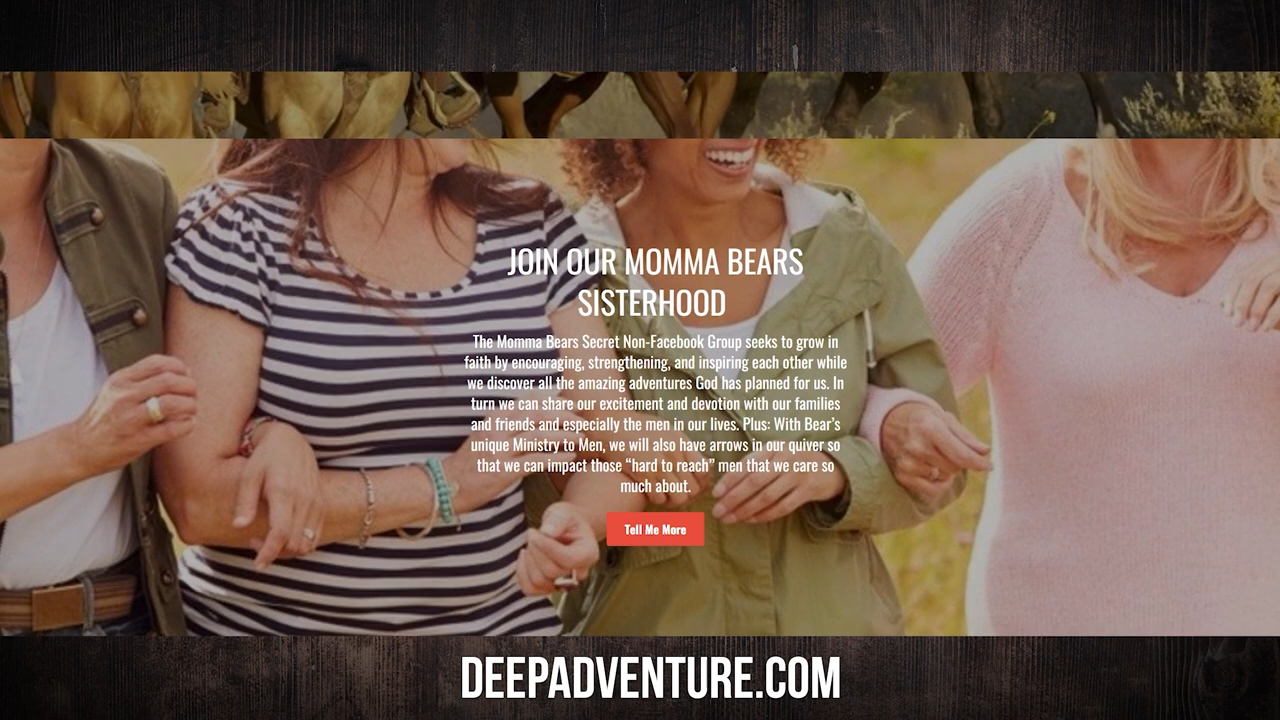 JOIN OUR MOMMA BEARS
SISTERHOOD
The Momma Bears Secret Non-Facebook Group seeks to grow in
faith by encouraging, strengthening, and inspiring each other while
we discover all the amazing adventures God has planned for us. In
turn we can share our excitement and devotion with our families
and friends and especially the men in our lives. Plus: With Bear's
unique Ministry to Men, we will also have arrows in our quiver so
that we can impact those “hard to reach” men that we care so
much about.
Tell Me More
DEEPADVENTURE.COM